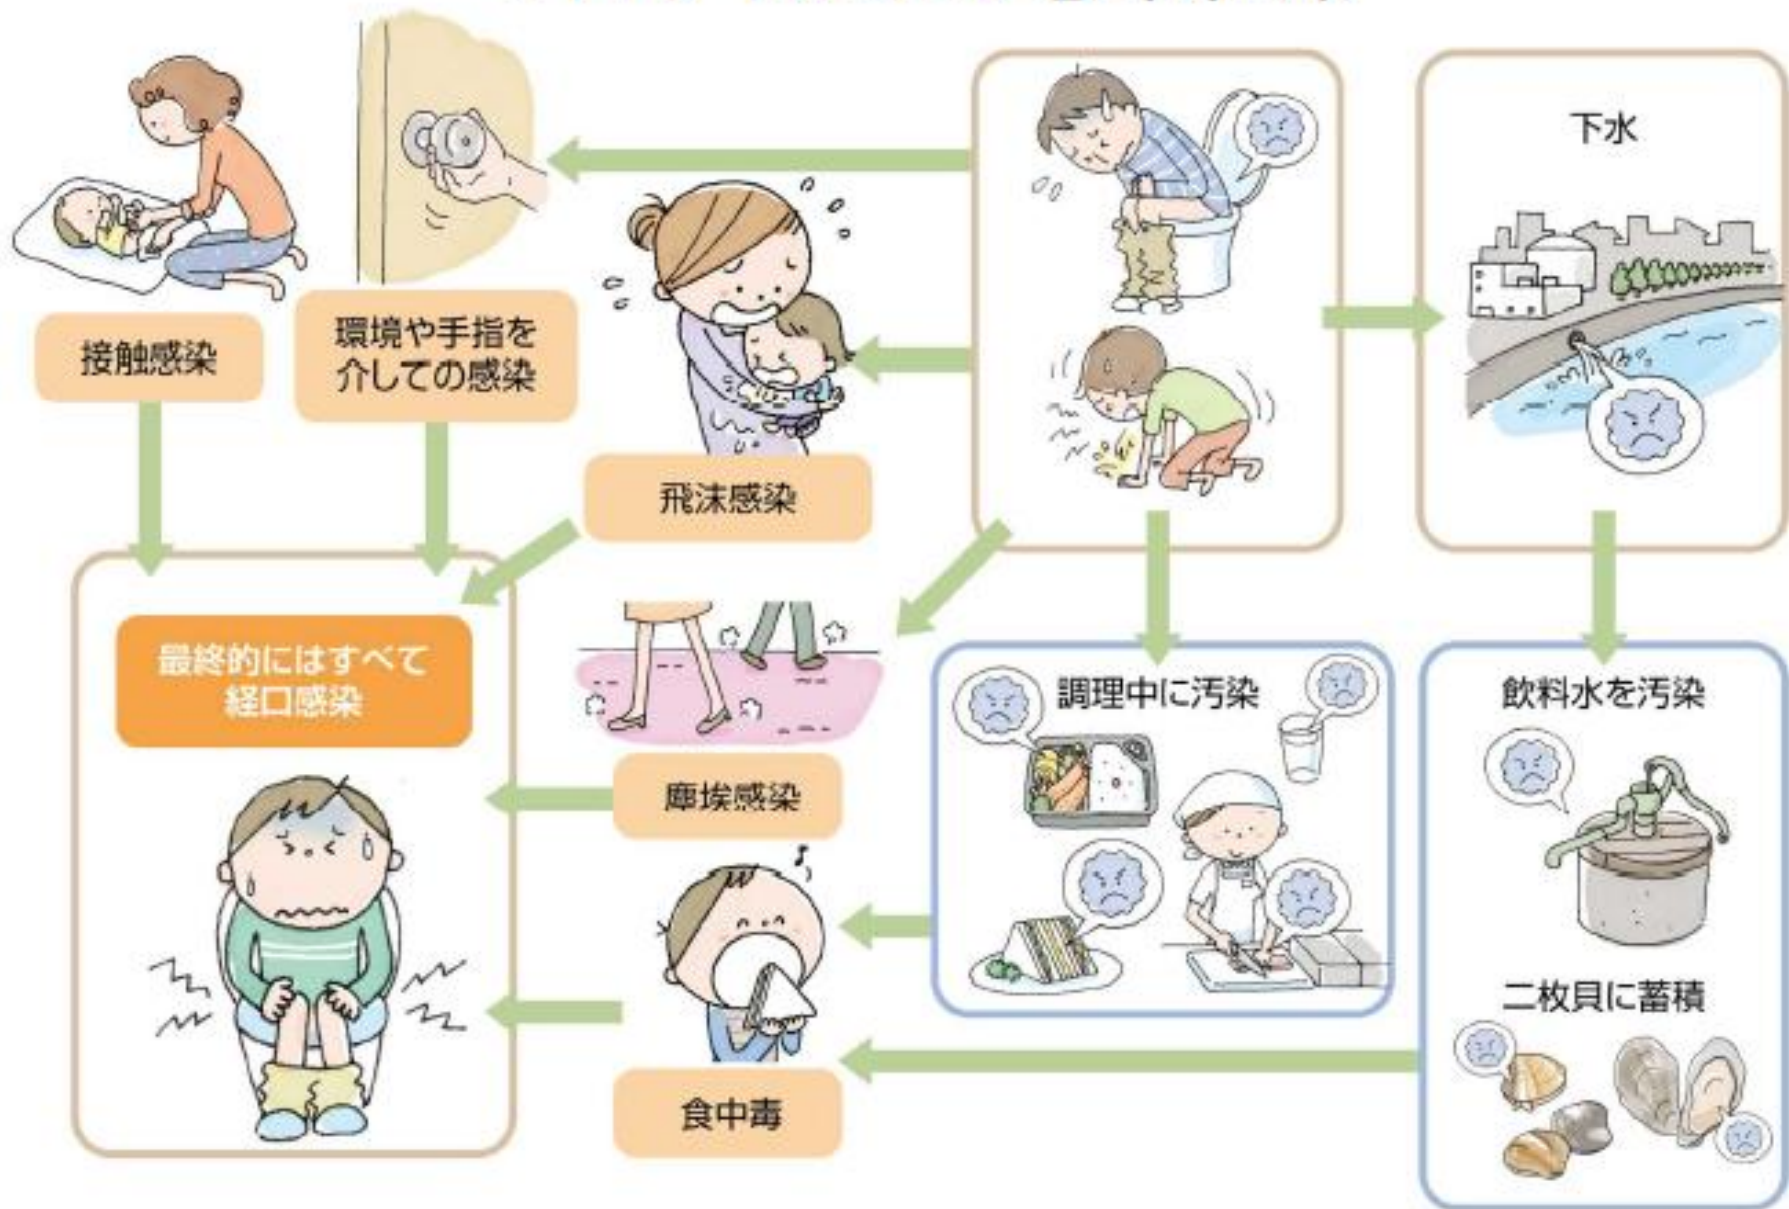 下水
接触感染
環境や手指を
介しての感染
飛沫感染
最終的にはすべて
経口感染
塵埃感染
調理中に汚染
飲料水を汚染
二枚貝に蓄積
食中毒